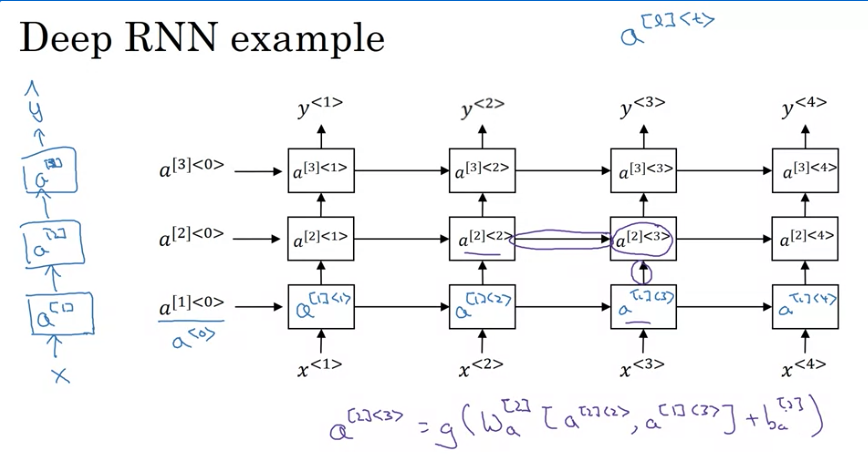 Deep RNN example
a^{[l]<t>}
ŷ
y^{<1>} y^{<2>} y^{<3>} y^{<4>}
a^{[3]<0>} a^{[3]<1>} a^{[3]<2>} a^{[3]<3>} a^{[3]<4>}
a^{[2]}
a^{[2]<0>} a^{[2]<1>} a^{[2]<2>} a^{[2]<3>} a^{[2]<4>}
a^{[1]}
a^{[1]<0>} a^{[1]<1>} a^{[1]<2>} a^{[1]<3>} a^{[1]<4>}
a^{[0]}
x
x^{<1>} x^{<2>} x^{<3>} x^{<4>}
a^{[2]<3>} = g(W_a^{[2]} [a^{[2]<2>}, a^{[1]<3>}] + b_a^{[2]})